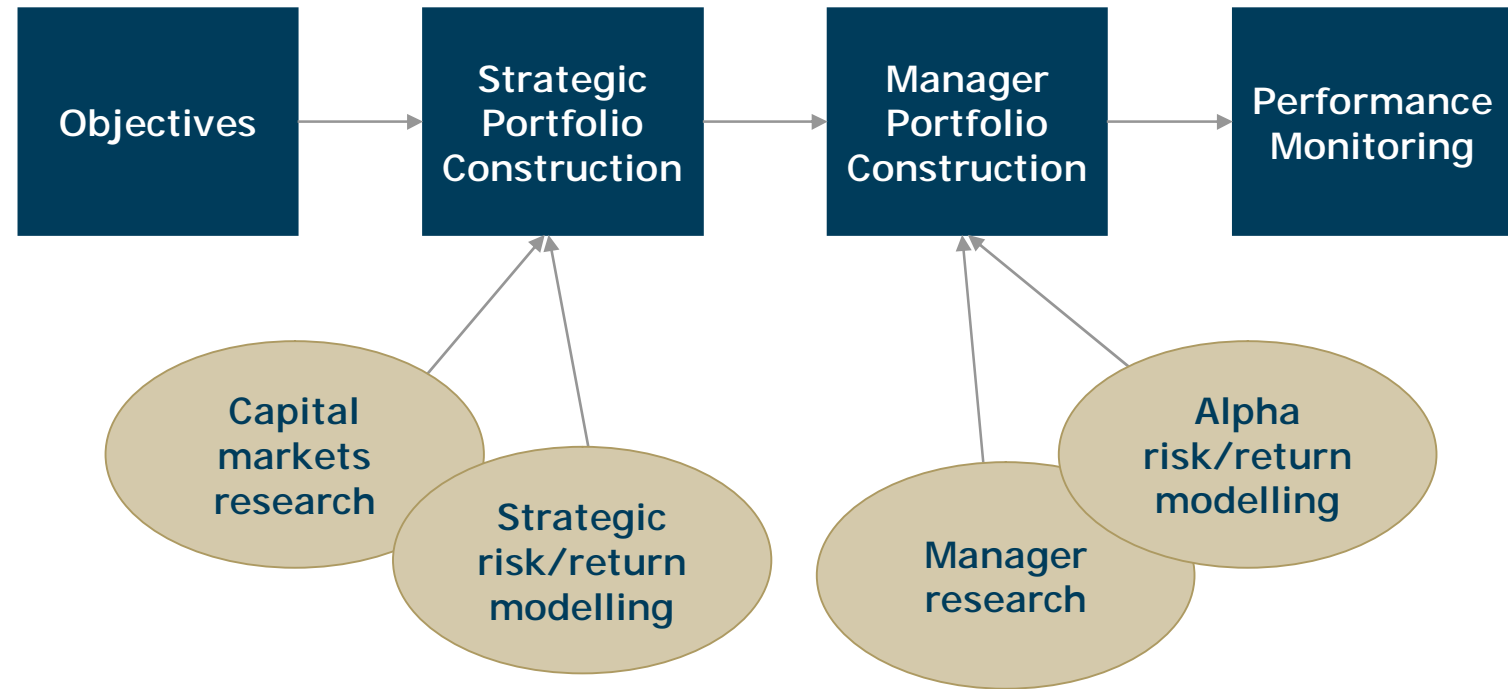 Objectives
Strategic
Portfolio
Construction
Manager
Portfolio
Construction
Performance
Monitoring
Capital
markets
research
Strategic
risk/return
modelling
Manager
research
Alpha
risk/return
modelling